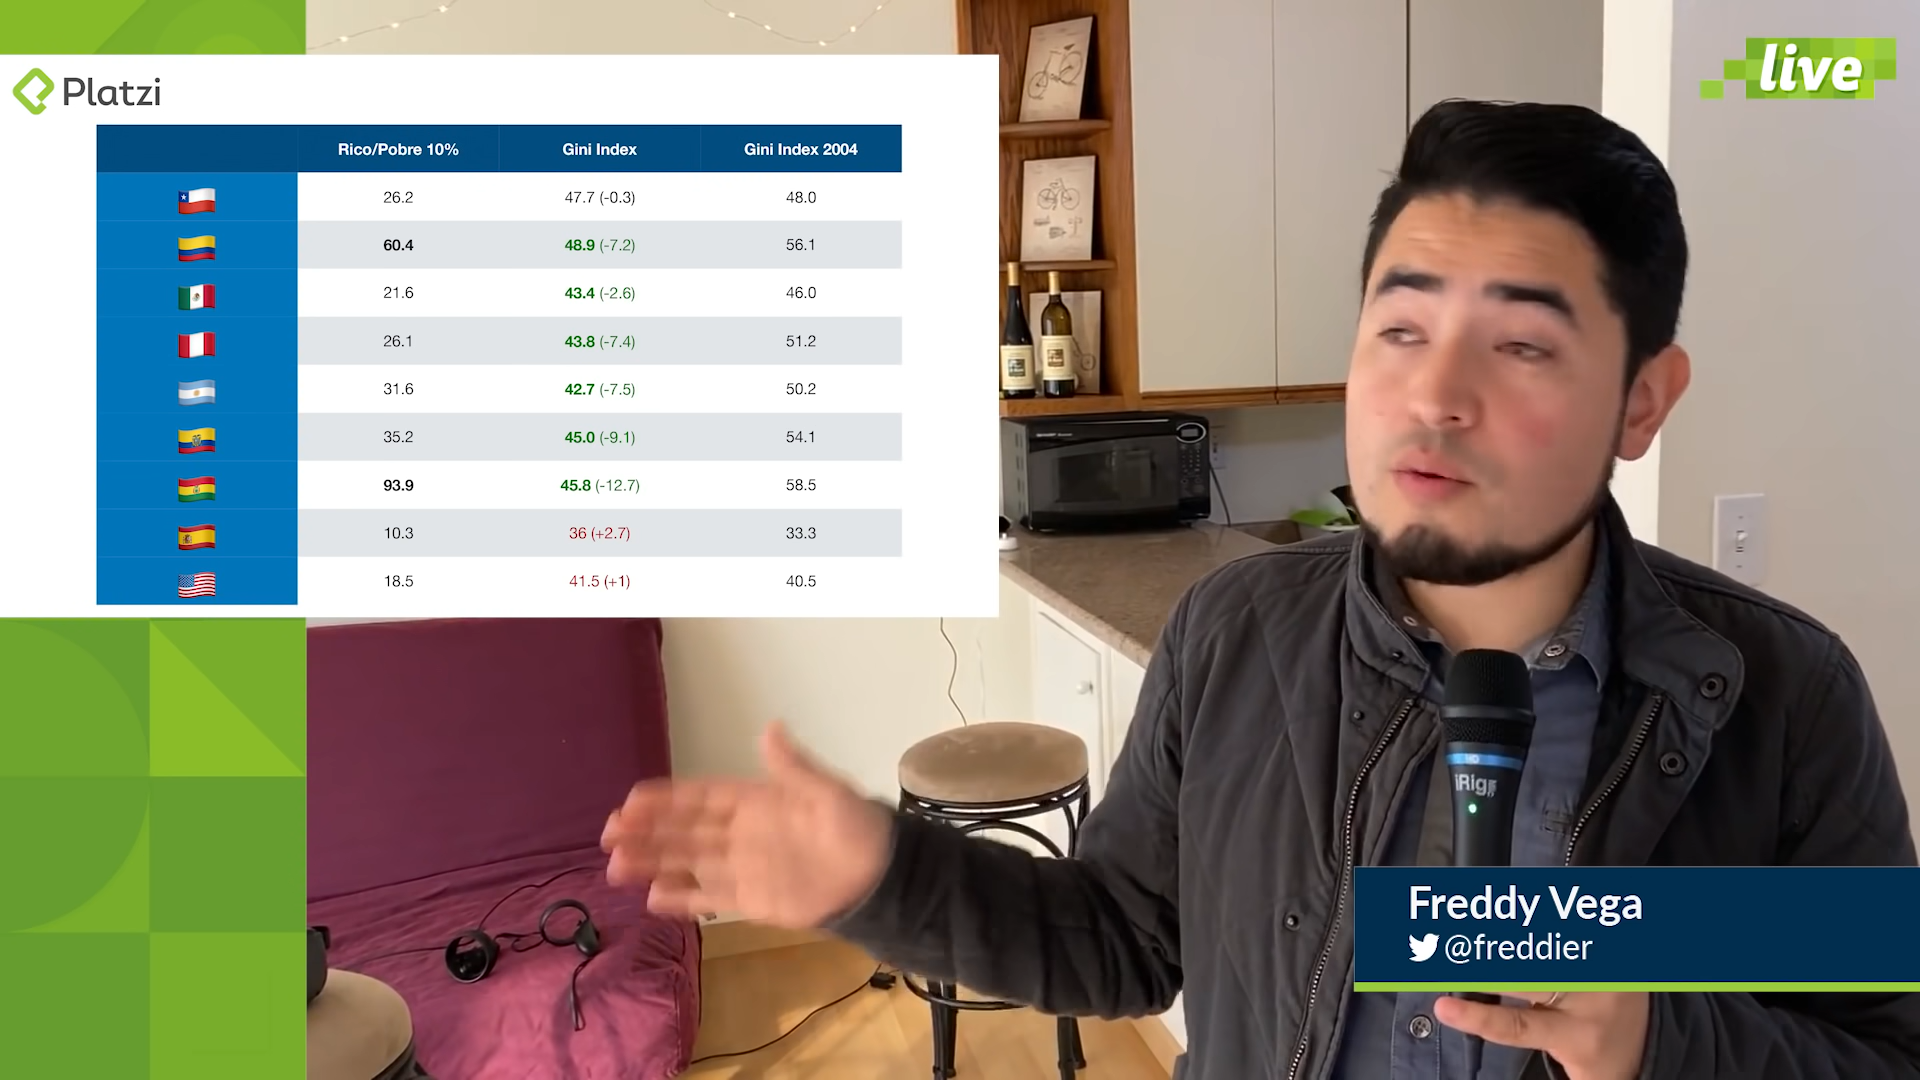 live
Platzi
Rico/Pobre 10% Gini Index Gini Index 2004
26.2 47.7 (-0.3) 48.0
60.4 48.9 (-7.2) 56.1
21.6 43.4 (-2.6) 46.0
26.1 43.8 (-7.4) 51.2
31.6 42.7 (-7.5) 50.2
35.2 45.0 (-9.1) 54.1
93.9 45.8 (-12.7) 58.5
10.3 36 (+2.7) 33.3
18.5 41.5 (+1) 40.5
HD
iRig
Freddy Vega
@freddier